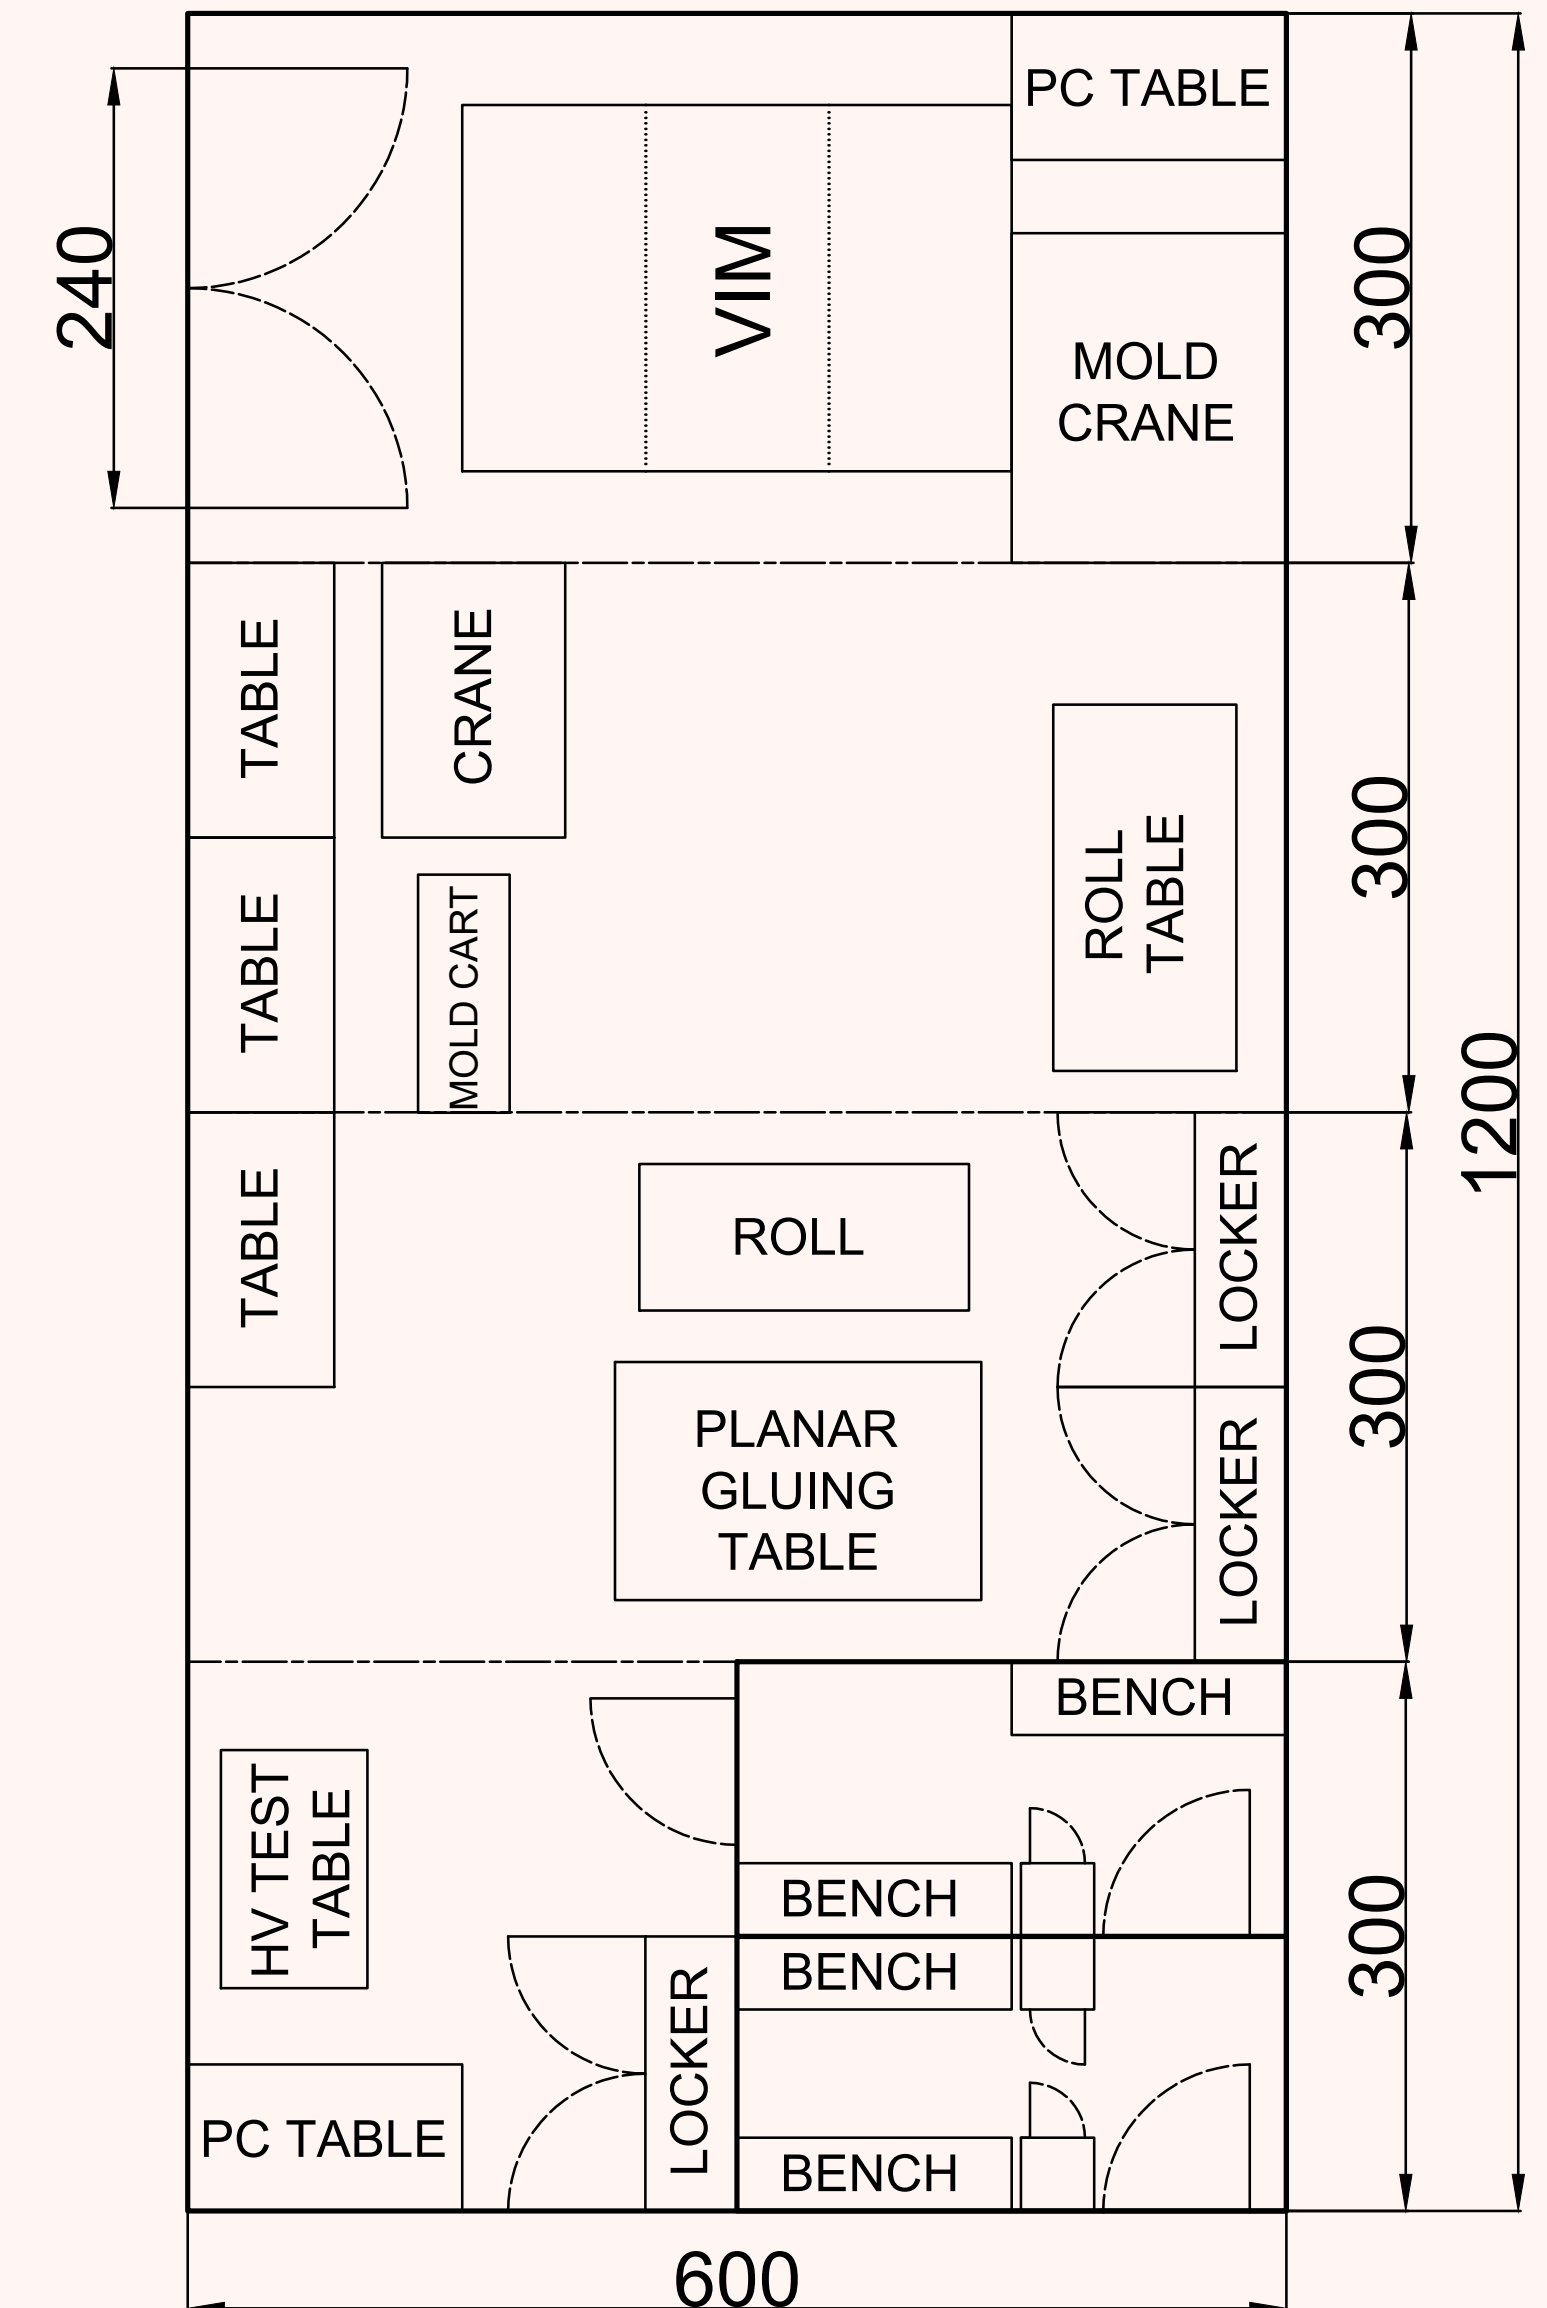 PC TABLE
240
VIM
300
MOLD
CRANE
TABLE
CRANE
ROLL
TABLE
300
TABLE
MOLD CART
1200
TABLE
ROLL
LOCKER
300
PLANAR
GLUING
TABLE
LOCKER
BENCH
HV TEST
TABLE
BENCH
300
BENCH
LOCKER
PC TABLE
BENCH
600